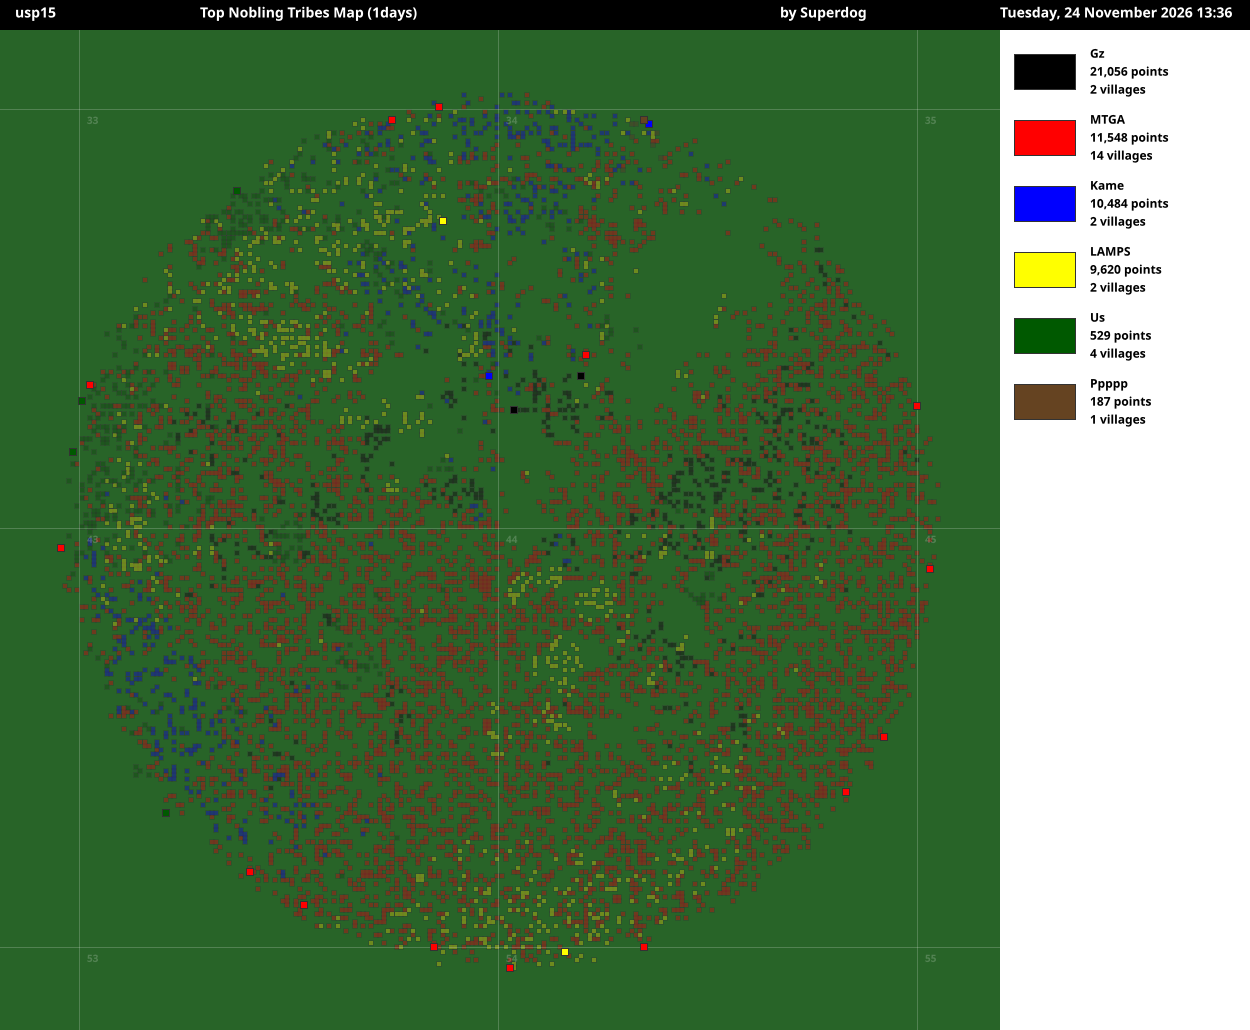 usp15
Top Nobling Tribes Map (1days)
by Superdog
Tuesday, 24 November 2026 13:36
Gz
21,056 points
2 villages
MTGA
11,548 points
14 villages
Kame
10,484 points
2 villages
LAMPS
9,620 points
2 villages
Us
529 points
4 villages
Ppppp
187 points
1 villages
33
34
35
43
44
45
53
54
55